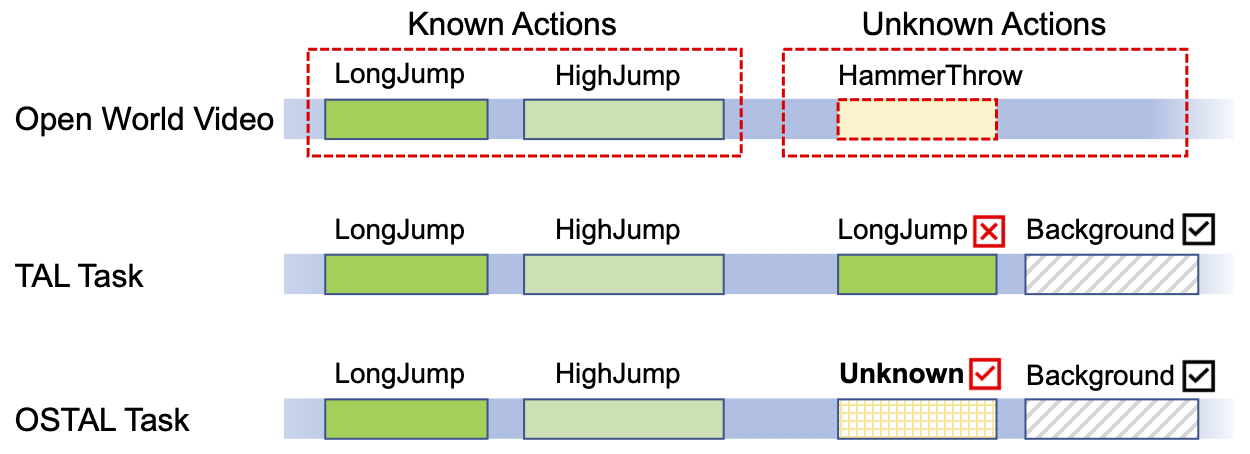 Known Actions Unknown Actions
LongJump HighJump HammerThrow
Open World Video
LongJump HighJump LongJump Background
TAL Task
LongJump HighJump Unknown Background
OSTAL Task